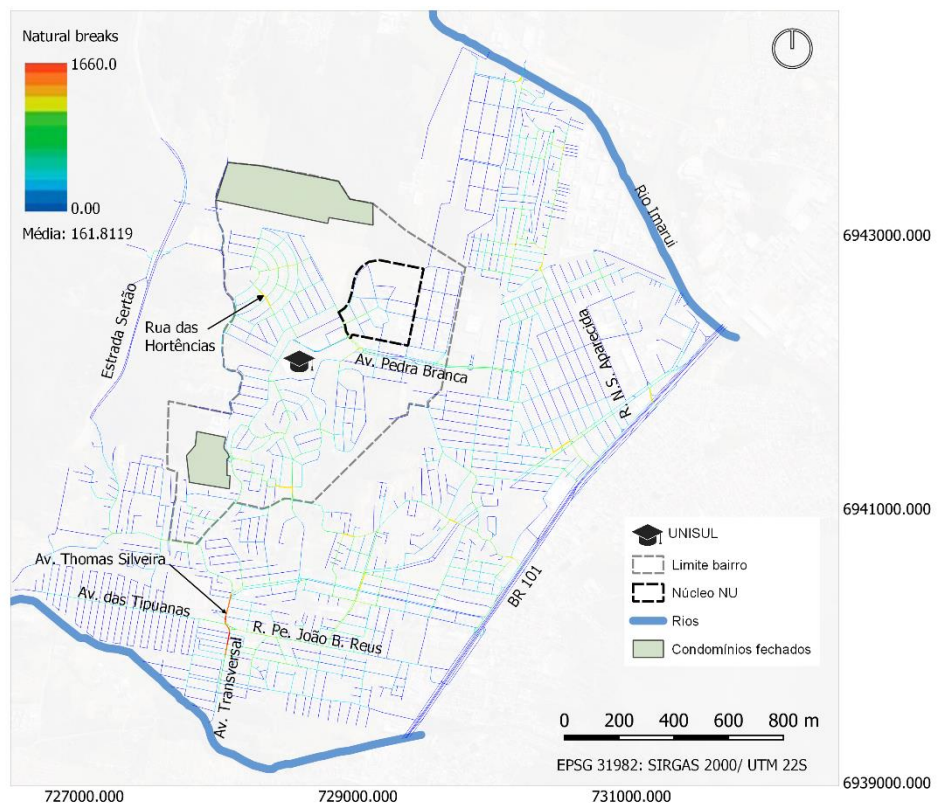 Natural breaks
1660.0
0.00
Média: 161.8119
Rio Imarui
6943000.000
Estrada Sertão
Rua das
Hortências
Av. Pedra Branca
R. N.S. Aparecida
6941000.000
UNISUL
Limite bairro
Núcleo NU
Rios
Condomínios fechados
Av. Thomas Silveira
Av. das Tipuanas
R. Pe. João B. Reus
Av. Transversal
BR 101
0 200 400 600 800 m
EPSG 31982: SIRGAS 2000/ UTM 22S
6939000.000
727000.000 729000.000 731000.000